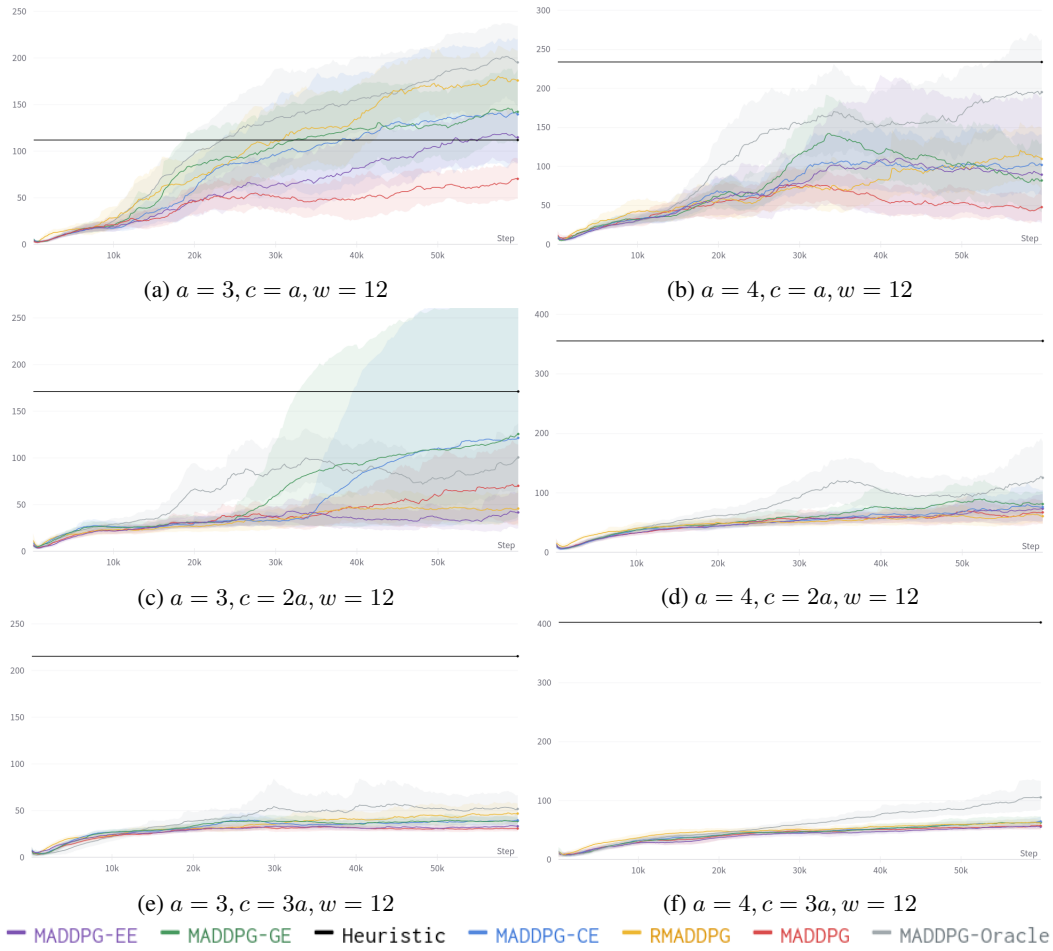 250
200
150
100
50
0
10k
20k
30k
40k
50k
Step
(a) a = 3, c = a, w = 12
300
250
200
150
100
50
0
10k
20k
30k
40k
50k
Step
(b) a = 4, c = a, w = 12
250
200
150
100
50
0
10k
20k
30k
40k
50k
Step
(c) a = 3, c = 2a, w = 12
400
300
200
100
0
10k
20k
30k
40k
50k
Step
(d) a = 4, c = 2a, w = 12
250
200
150
100
50
0
10k
20k
30k
40k
50k
Step
(e) a = 3, c = 3a, w = 12
400
300
200
100
0
10k
20k
30k
40k
50k
Step
(f) a = 4, c = 3a, w = 12
MADDPG-EE MADDPG-GE Heuristic MADDPG-CE RMADDPG MADDPG MADDPG-Oracle